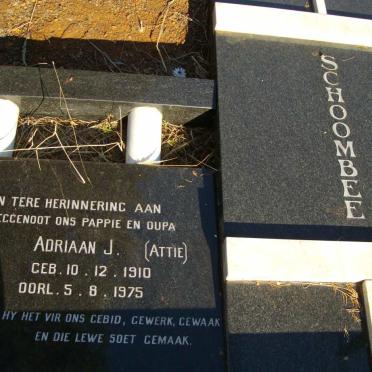 N TERE HERINNERING AAN
EGGENOOT ONS PAPPIE EN OUPA
ADRIAAN J. (ATTIE)
GEB. 10.12.1910
OORL. 5.8.1975
HY HET VIR ONS GEBID, GEWERK, GEWAAK
EN DIE LEWE SOET GEMAAK.
SCHOOMBEE